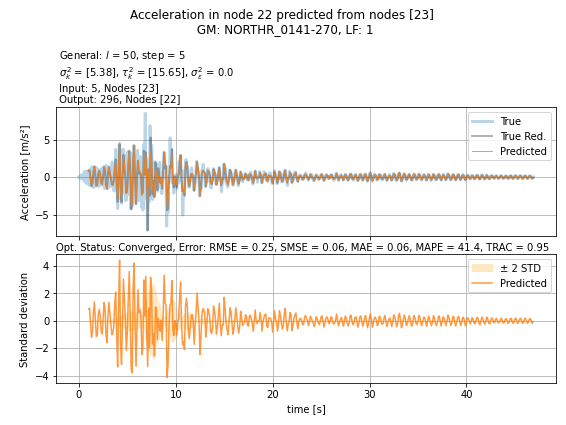 Acceleration in node 22 predicted from nodes [23]
GM: NORTHR_0141-270, LF: 1
General: l = 50, step = 5
σ²ₖ = [5.38], τ²ₖ = [15.65], σ²ε = 0.0
Input: 5, Nodes [23]
Output: 296, Nodes [22]
True
True Red.
Predicted
Acceleration [m/s²]
5
0
−5
Opt. Status: Converged, Error: RMSE = 0.25, SMSE = 0.06, MAE = 0.06, MAPE = 41.4, TRAC = 0.95
± 2 STD
Predicted
Standard deviation
4
2
0
−2
−4
0 10 20 30 40
time [s]